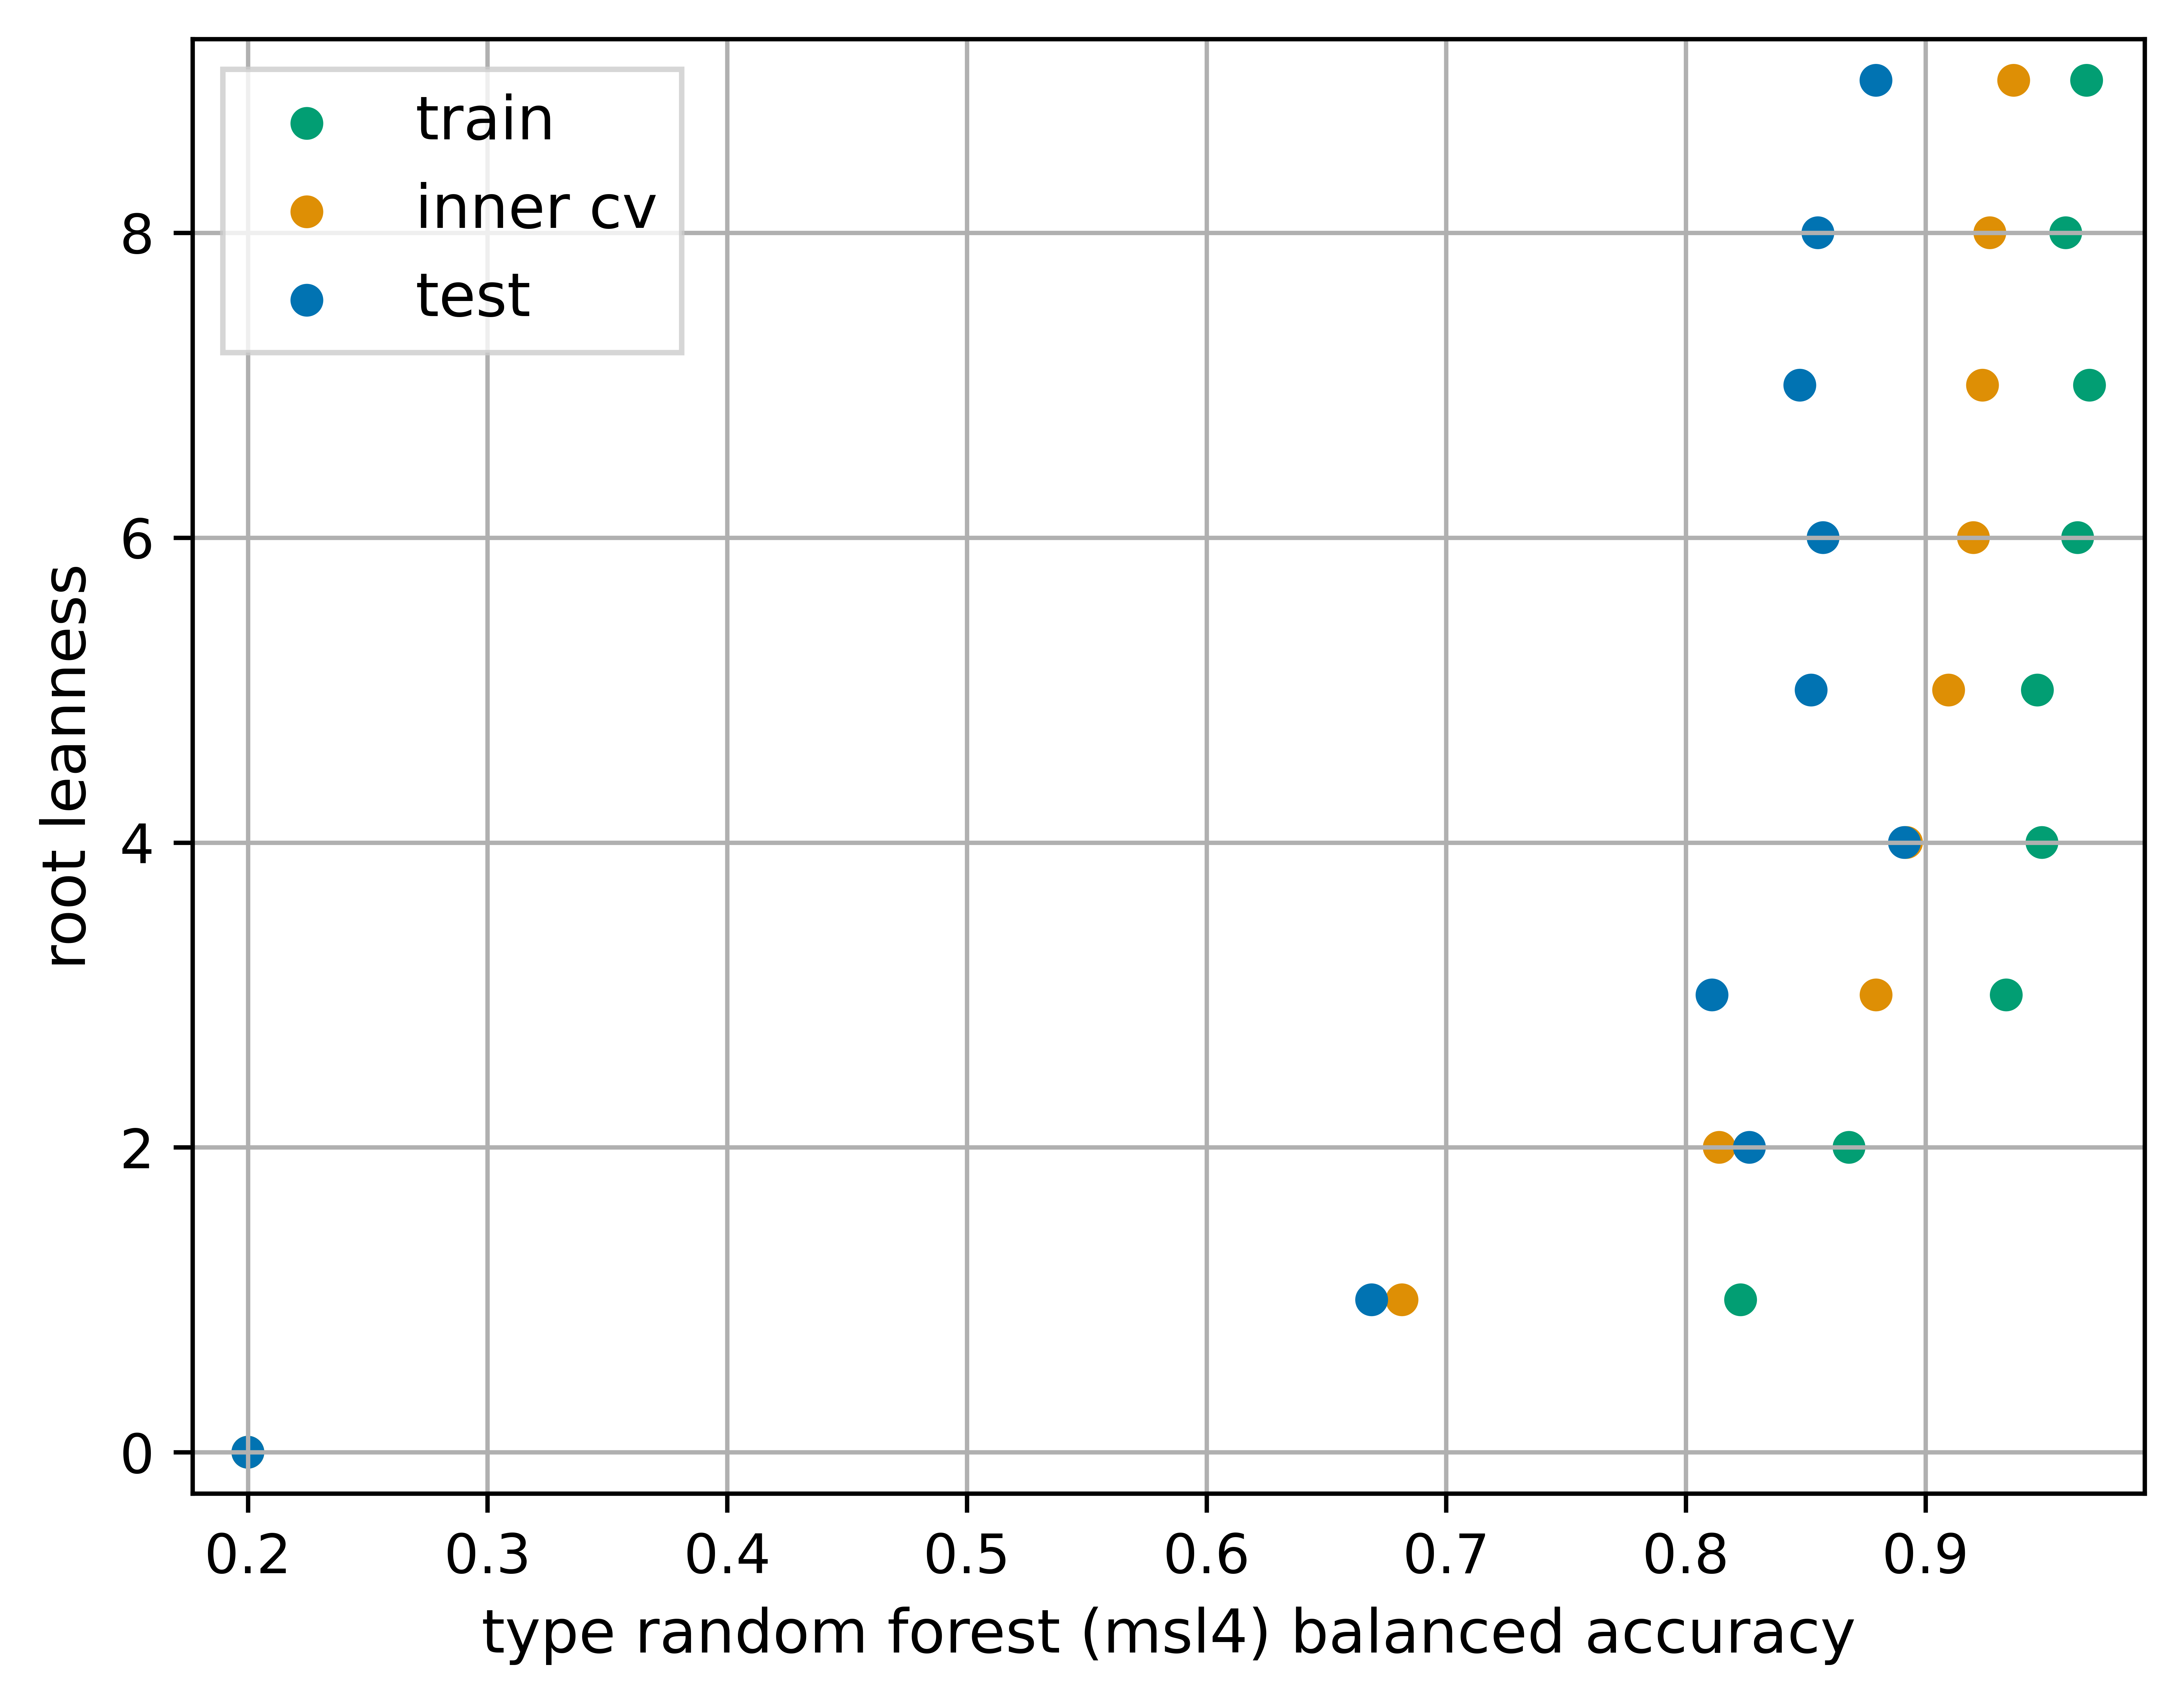 train
inner cv
test
root leanness
8
6
4
2
0
0.2 0.3 0.4 0.5 0.6 0.7 0.8 0.9
type random forest (msl4) balanced accuracy